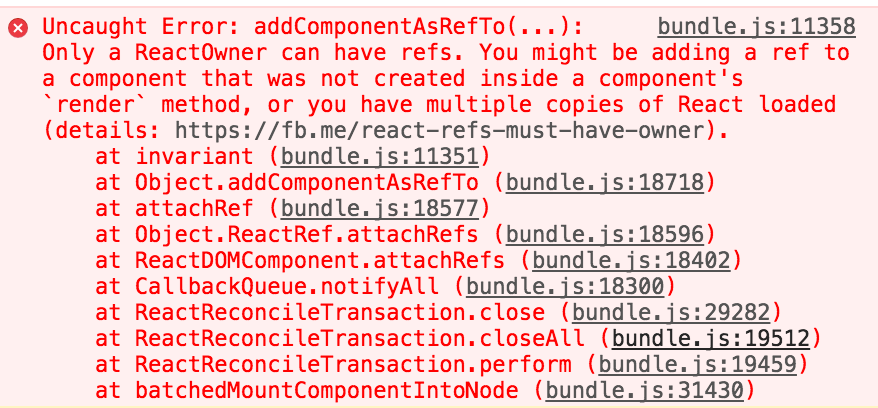 Uncaught Error: addComponentAsRefTo(...): bundle.js:11358
Only a ReactOwner can have refs. You might be adding a ref to
a component that was not created inside a component's
`render` method, or you have multiple copies of React loaded
(details: https://fb.me/react-refs-must-have-owner).
at invariant (bundle.js:11351)
at Object.addComponentAsRefTo (bundle.js:18718)
at attachRef (bundle.js:18577)
at Object.ReactRef.attachRefs (bundle.js:18596)
at ReactDOMComponent.attachRefs (bundle.js:18402)
at CallbackQueue.notifyAll (bundle.js:18300)
at ReactReconcileTransaction.close (bundle.js:29282)
at ReactReconcileTransaction.closeAll (bundle.js:19512)
at ReactReconcileTransaction.perform (bundle.js:19459)
at batchedMountComponentIntoNode (bundle.js:31430)